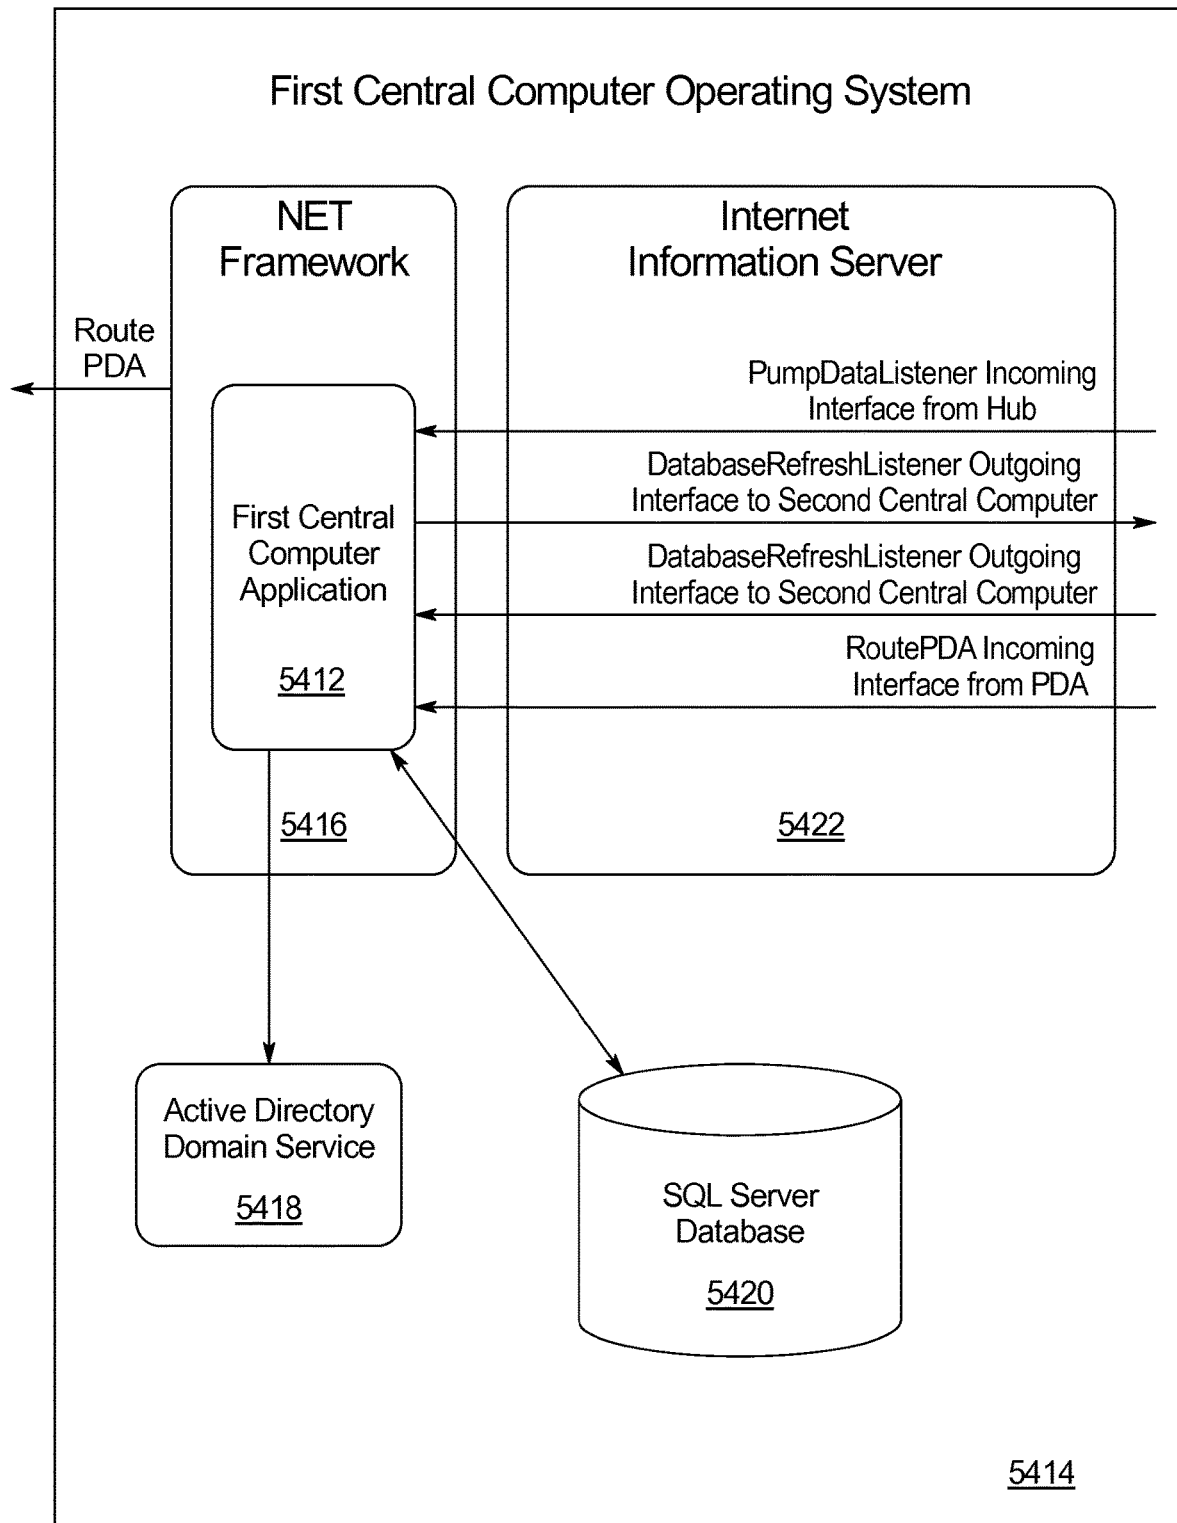 First Central Computer Operating System
NET
Framework
Internet
Information Server
Route
PDA
PumpDataListener Incoming
Interface from Hub
DatabaseRefreshListener Outgoing
Interface to Second Central Computer
First Central
Computer
Application
5412
DatabaseRefreshListener Outgoing
Interface to Second Central Computer
RoutePDA Incoming
Interface from PDA
5416
5422
Active Directory
Domain Service
5418
SQL Server
Database
5420
5414